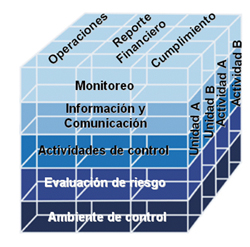 Operaciones
Reporte
Financiero
Cumplimiento
Monitoreo
Información y
Comunicación
Actividades de control
Evaluación de riesgo
Ambiente de control
Unidad A
Unidad B
Actividad A
Actividad B